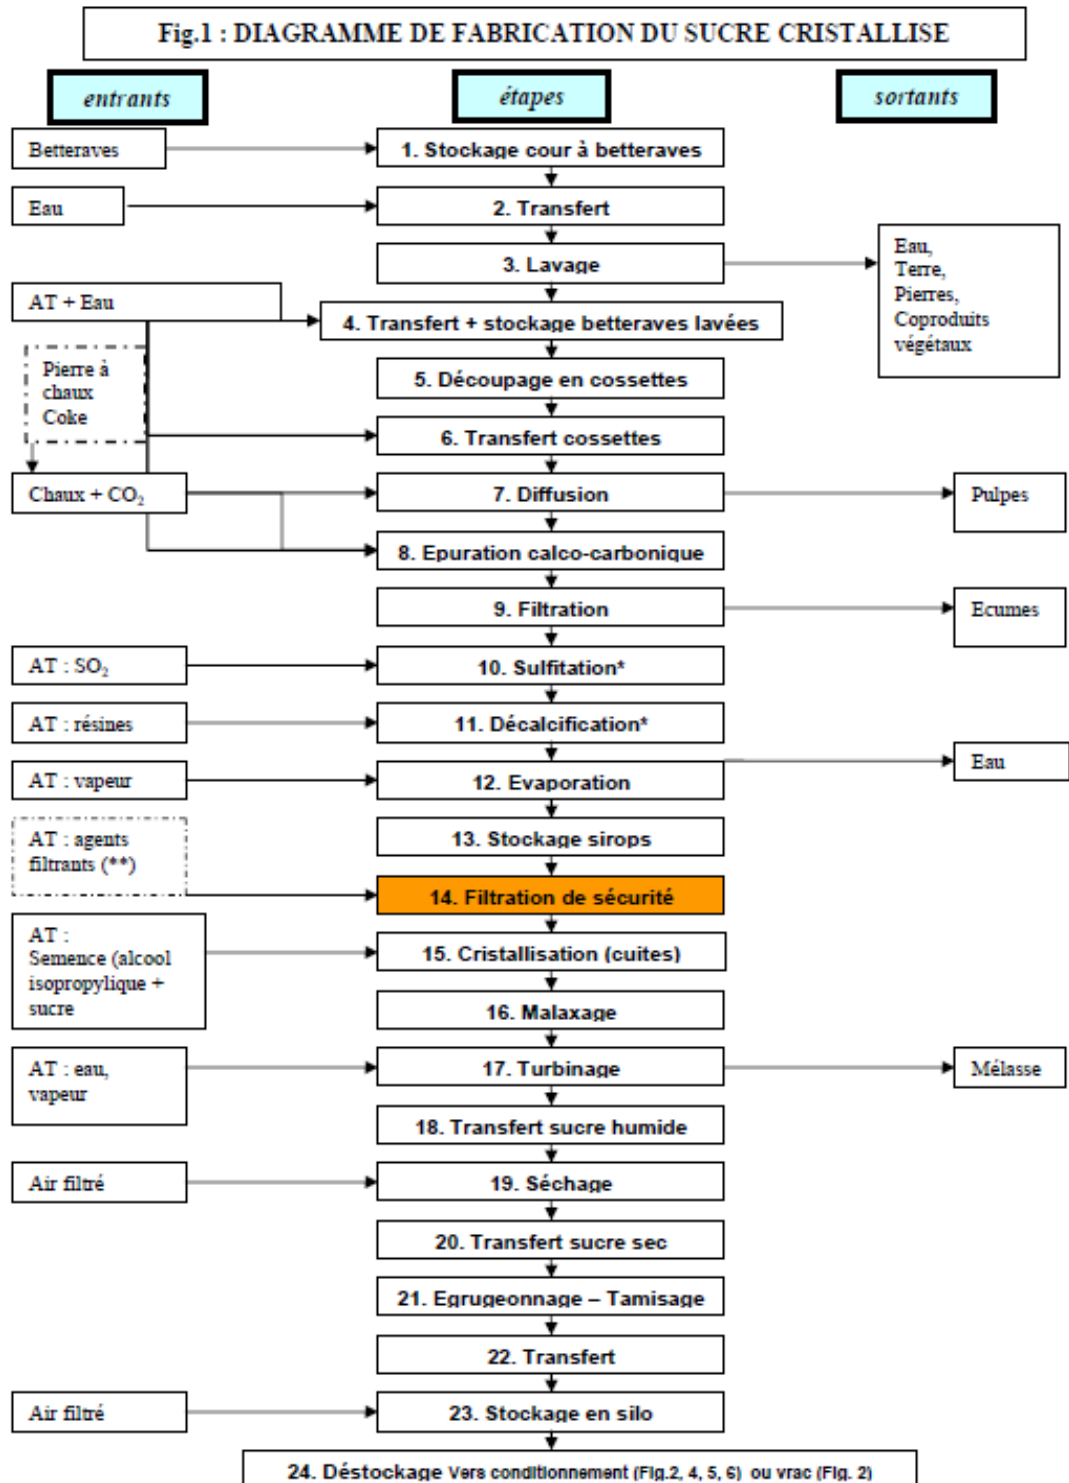 Fig.1 : DIAGRAMME DE FABRICATION DU SUCRE CRISTALLISE
entrants
étapes
sortants
Betteraves
1. Stockage cour à betteraves
Eau
2. Transfert
3. Lavage
Eau,
Terre,
Pierres,
Coproduits
végétaux
AT + Eau
4. Transfert + stockage betteraves lavées
Pierre à
chaux
Coke
5. Découpage en cossettes
6. Transfert cossettes
Chaux + CO₂
7. Diffusion
Pulpes
8. Epuration calco-carbonique
9. Filtration
Ecumes
AT : SO₂
10. Sulfitation*
AT : résines
11. Décalcification*
Eau
AT : vapeur
12. Evaporation
13. Stockage sirops
AT : agents
filtrants (**)
14. Filtration de sécurité
AT :
Semence (alcool
isopropylique +
sucre
15. Cristallisation (cuites)
16. Malaxage
AT : eau,
vapeur
17. Turbinage
Mélasse
18. Transfert sucre humide
Air filtré
19. Séchage
20. Transfert sucre sec
21. Egrugeonnage – Tamisage
22. Transfert
Air filtré
23. Stockage en silo
24. Déstockage Vers conditionnement (Fig.2, 4, 5, 6) ou vrac (Fig. 2)